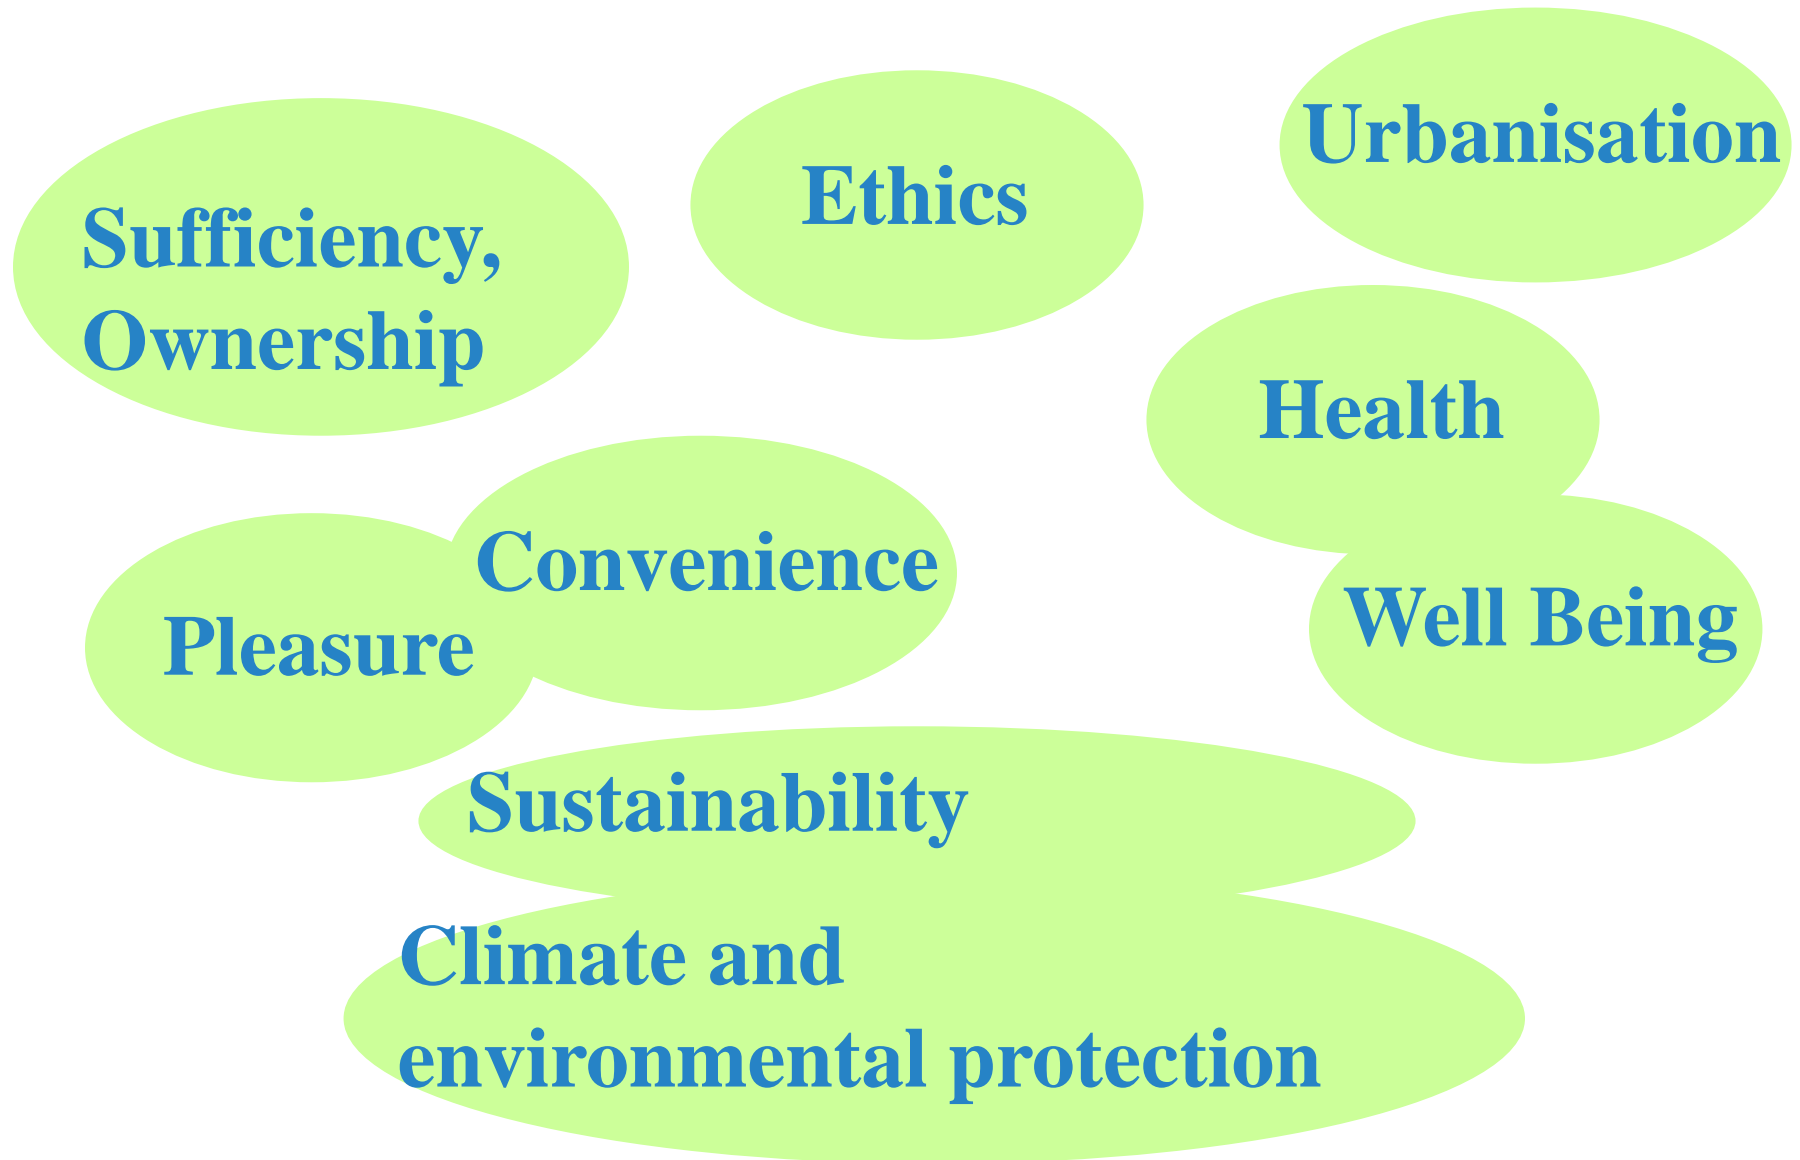 Urbanisation
Ethics
Sufficiency,
Ownership
Health
Convenience
Well Being
Pleasure
Sustainability
Climate and
environmental protection